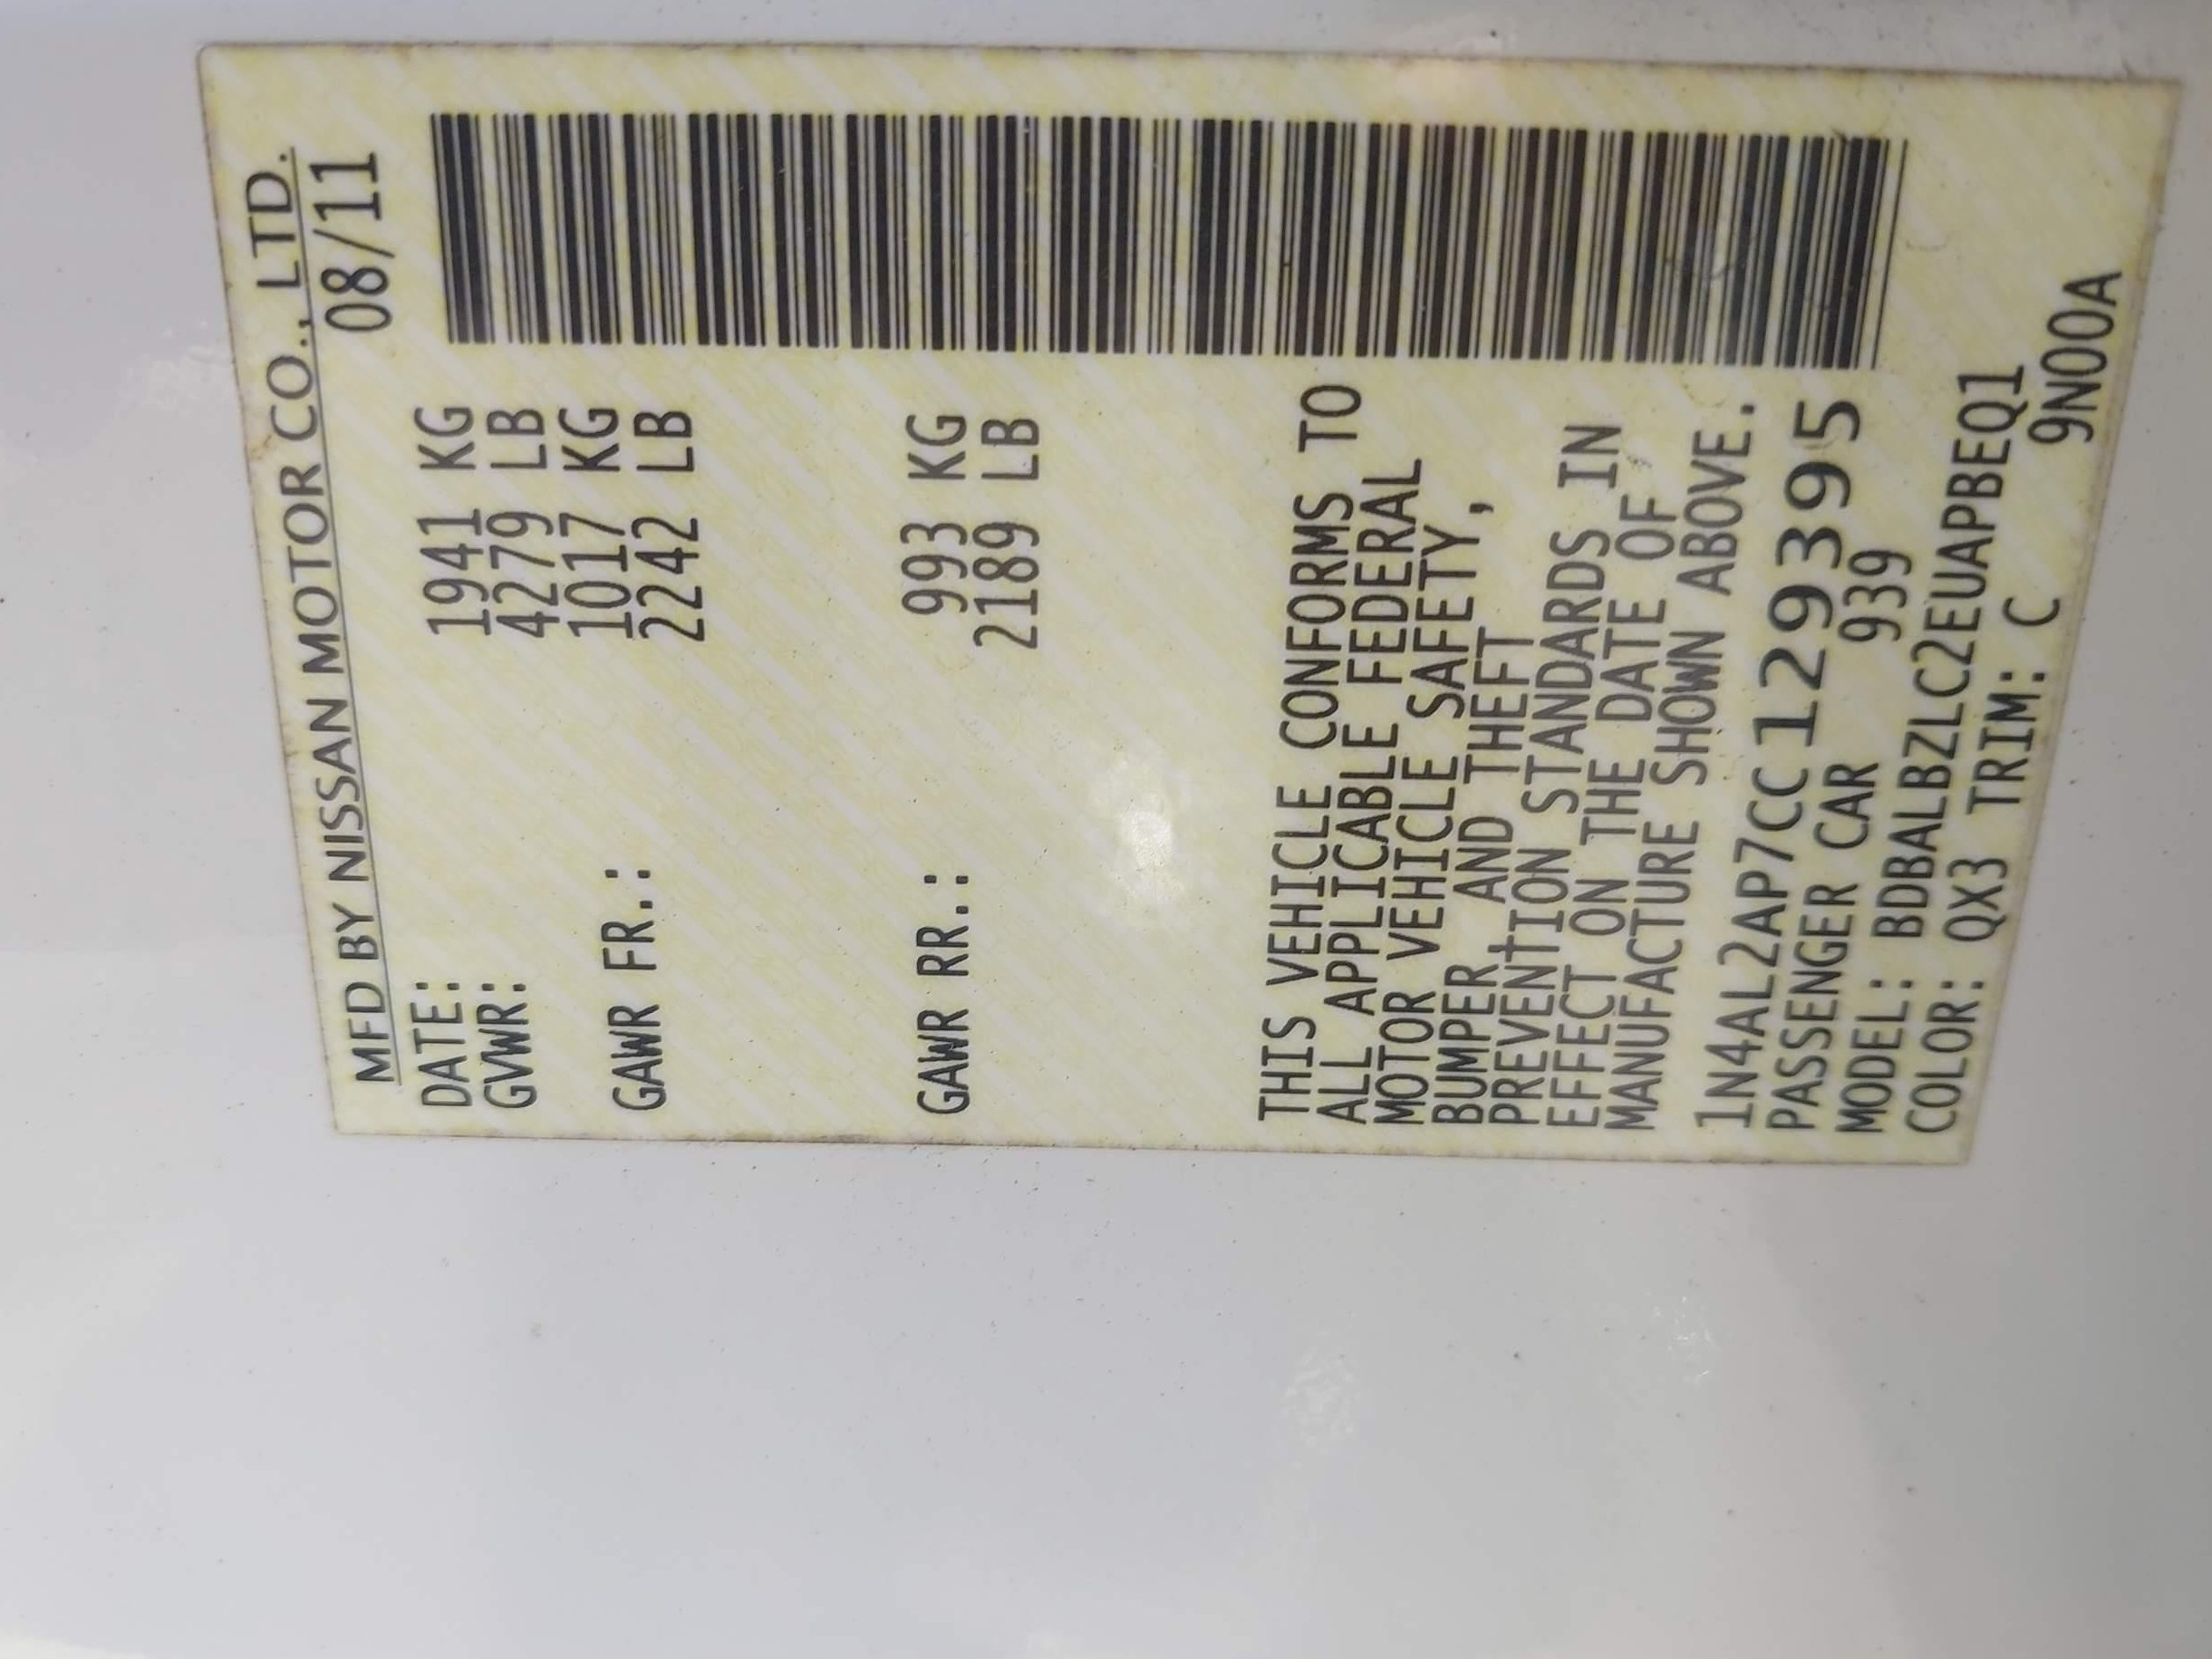 MFD BY NISSAN MOTOR CO., LTD.
DATE: 08/11
GVWR: 1941 KG
4279 LB
GAWR FR.: 1017 KG
2242 LB
GAWR RR.: 993 KG
2189 LB
THIS VEHICLE CONFORMS TO
ALL APPLICABLE FEDERAL
MOTOR VEHICLE SAFETY,
BUMPER AND THEFT
PREVENTION STANDARDS IN
EFFECT ON THE DATE OF
MANUFACTURE SHOWN ABOVE.
1N4AL2AP7CC129395
PASSENGER CAR 939
MODEL: BDBALBZLC2EUAPBEQ1
COLOR: QX3 TRIM: C 9N00A